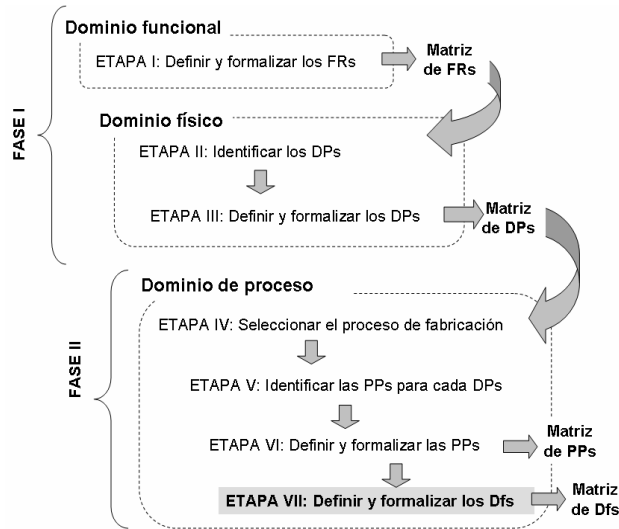 Dominio funcional
ETAPA I: Definir y formalizar los FRs
Matriz
de FRs
FASE I
Dominio físico
ETAPA II: Identificar los DPs
ETAPA III: Definir y formalizar los DPs
Matriz
de DPs
Dominio de proceso
ETAPA IV: Seleccionar el proceso de fabricación
FASE II
ETAPA V: Identificar las PPs para cada DPs
ETAPA VI: Definir y formalizar las PPs
Matriz
de PPs
ETAPA VII: Definir y formalizar los Dfs
Matriz
de Dfs